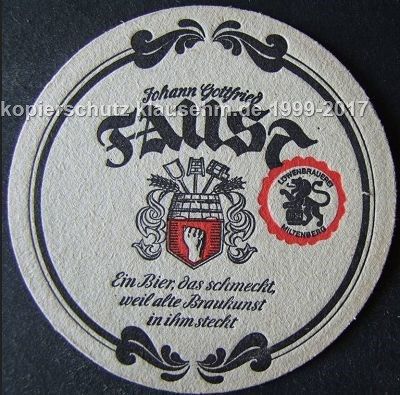 Johann Gottfried
FAUST
kopierschutz klausehm.de 1999-2017
LÖWENBRAUEREI
MILTENBERG
Ein Bier, das schmeckt,
weil alte Braukunst
in ihm steckt